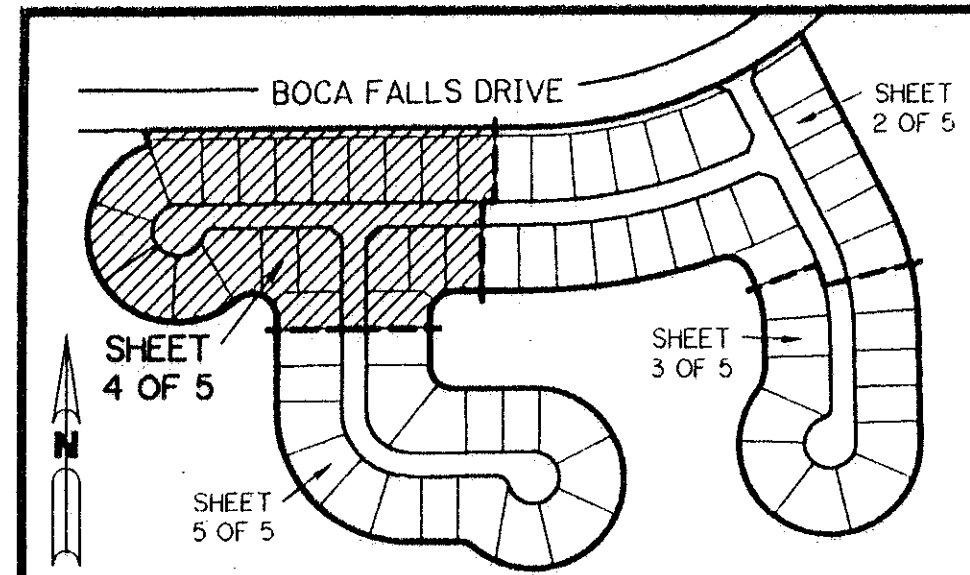 BOCA FALLS DRIVE
SHEET
2 OF 5
SHEET
4 OF 5
SHEET
3 OF 5
N
SHEET
5 OF 5